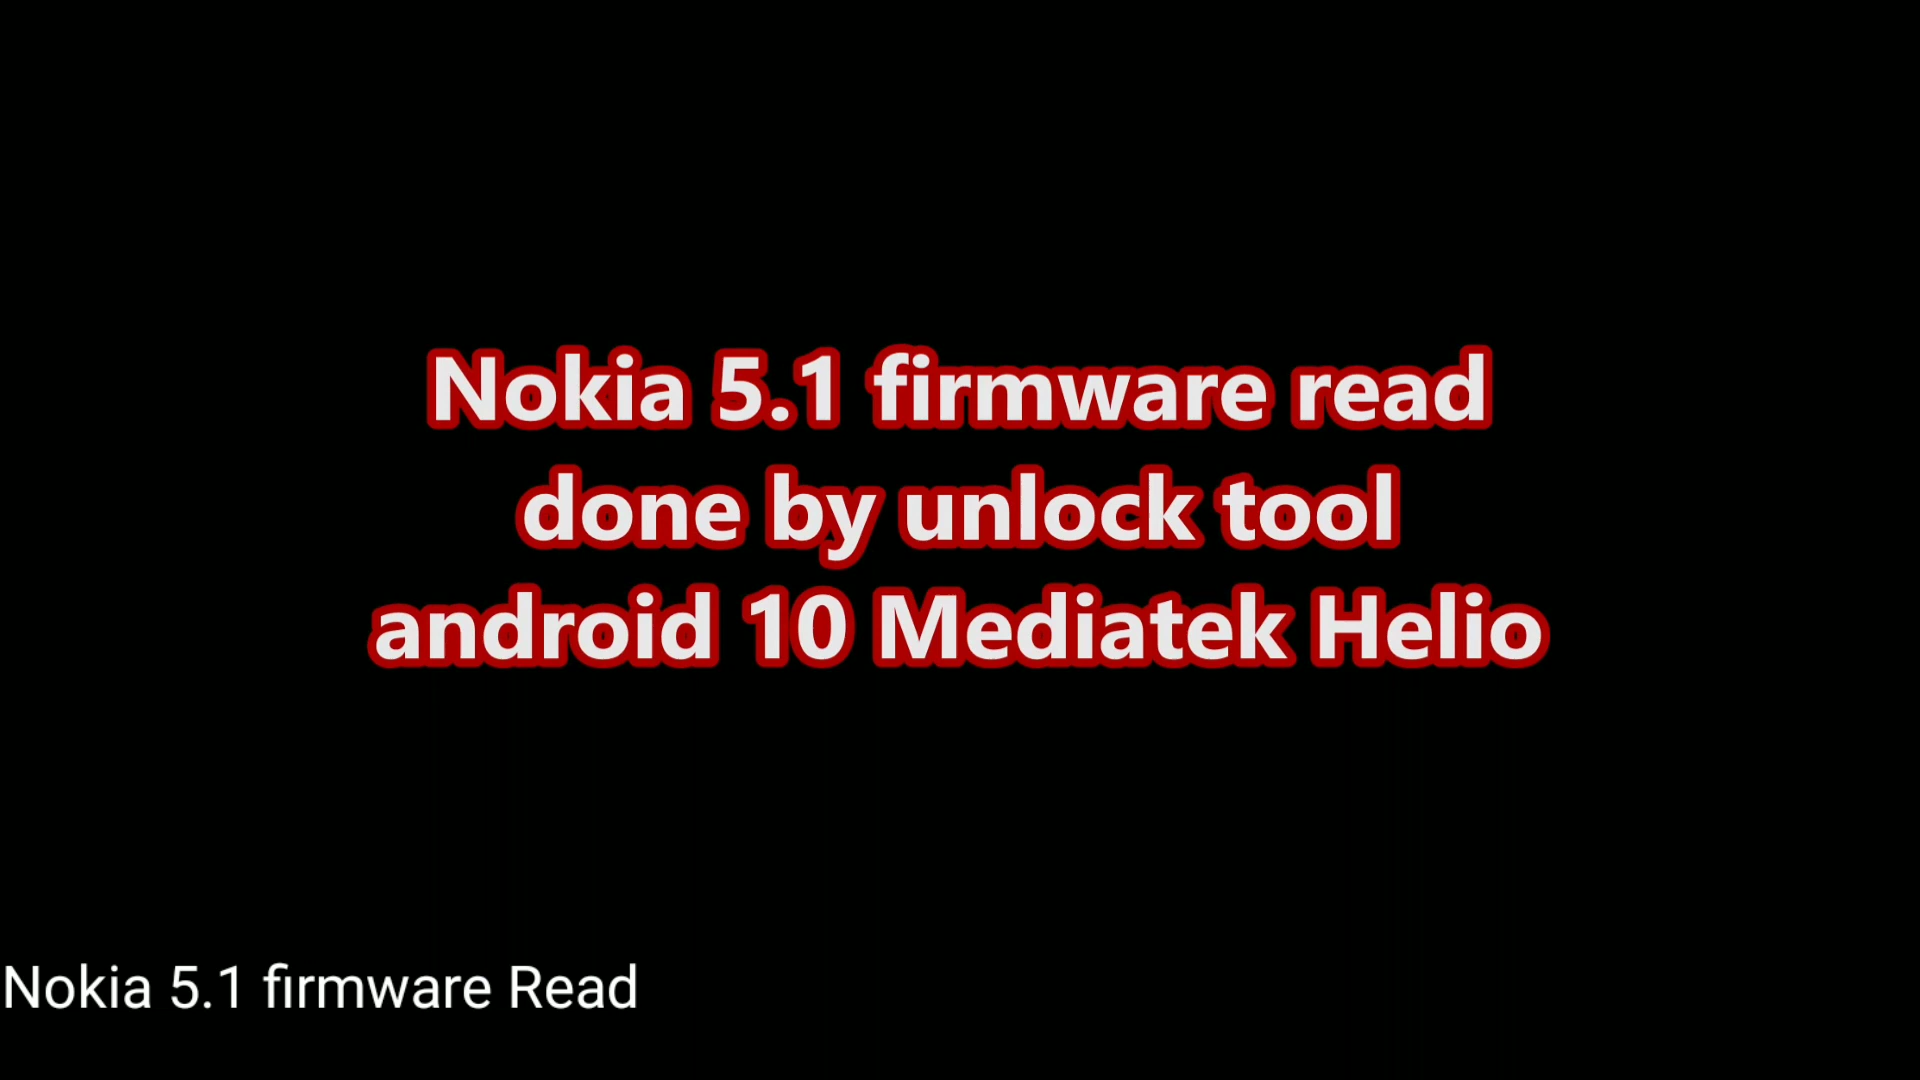 Nokia 5.1 firmware read
done by unlock tool
android 10 Mediatek Helio
Nokia 5.1 firmware Read